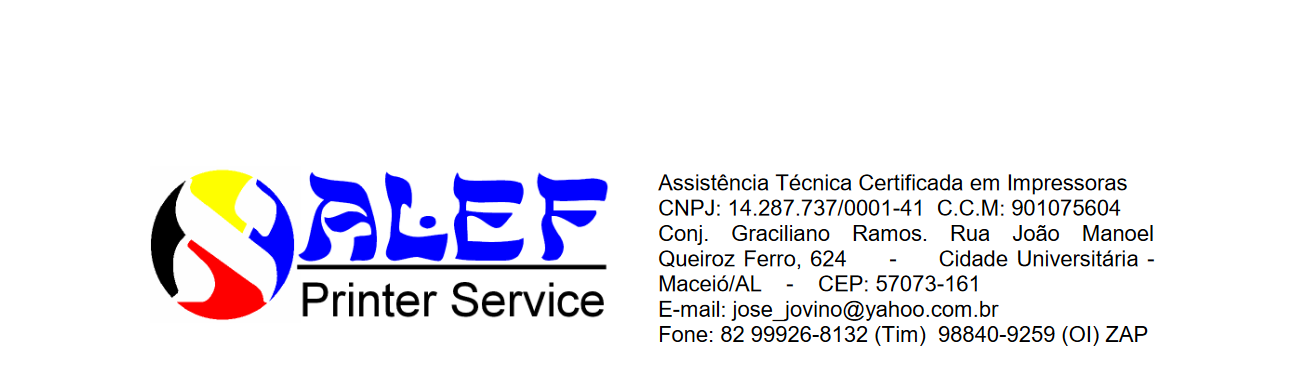 ALEF
Printer Service
Assistência Técnica Certificada em Impressoras
CNPJ: 14.287.737/0001-41 C.C.M: 901075604
Conj. Graciliano Ramos. Rua João Manoel
Queiroz Ferro, 624 - Cidade Universitária -
Maceió/AL - CEP: 57073-161
E-mail: jose_jovino@yahoo.com.br
Fone: 82 99926-8132 (Tim) 98840-9259 (OI) ZAP